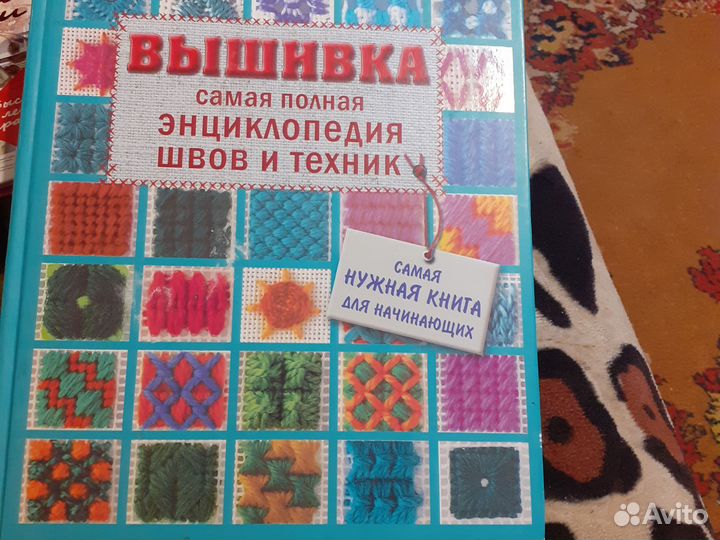 ВЫШИВКА
САМАЯ ПОЛНАЯ
ЭНЦИКЛОПЕДИЯ
ШВОВ И ТЕХНИК
САМАЯ
НУЖНАЯ КНИГА
ДЛЯ НАЧИНАЮЩИХ
Avito